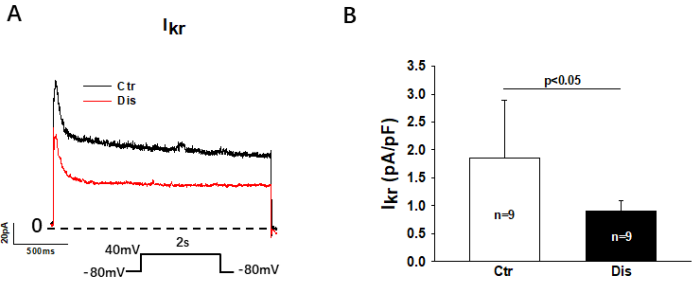 A
Ikr
Ctr
Dis
0
20pA
500ms
40mV
2s
-80mV
-80mV
B
Ikr (pA/pF)
3.5
3.0
2.5
2.0
1.5
1.0
0.5
0.0
p<0.05
n=9
n=9
Ctr
Dis